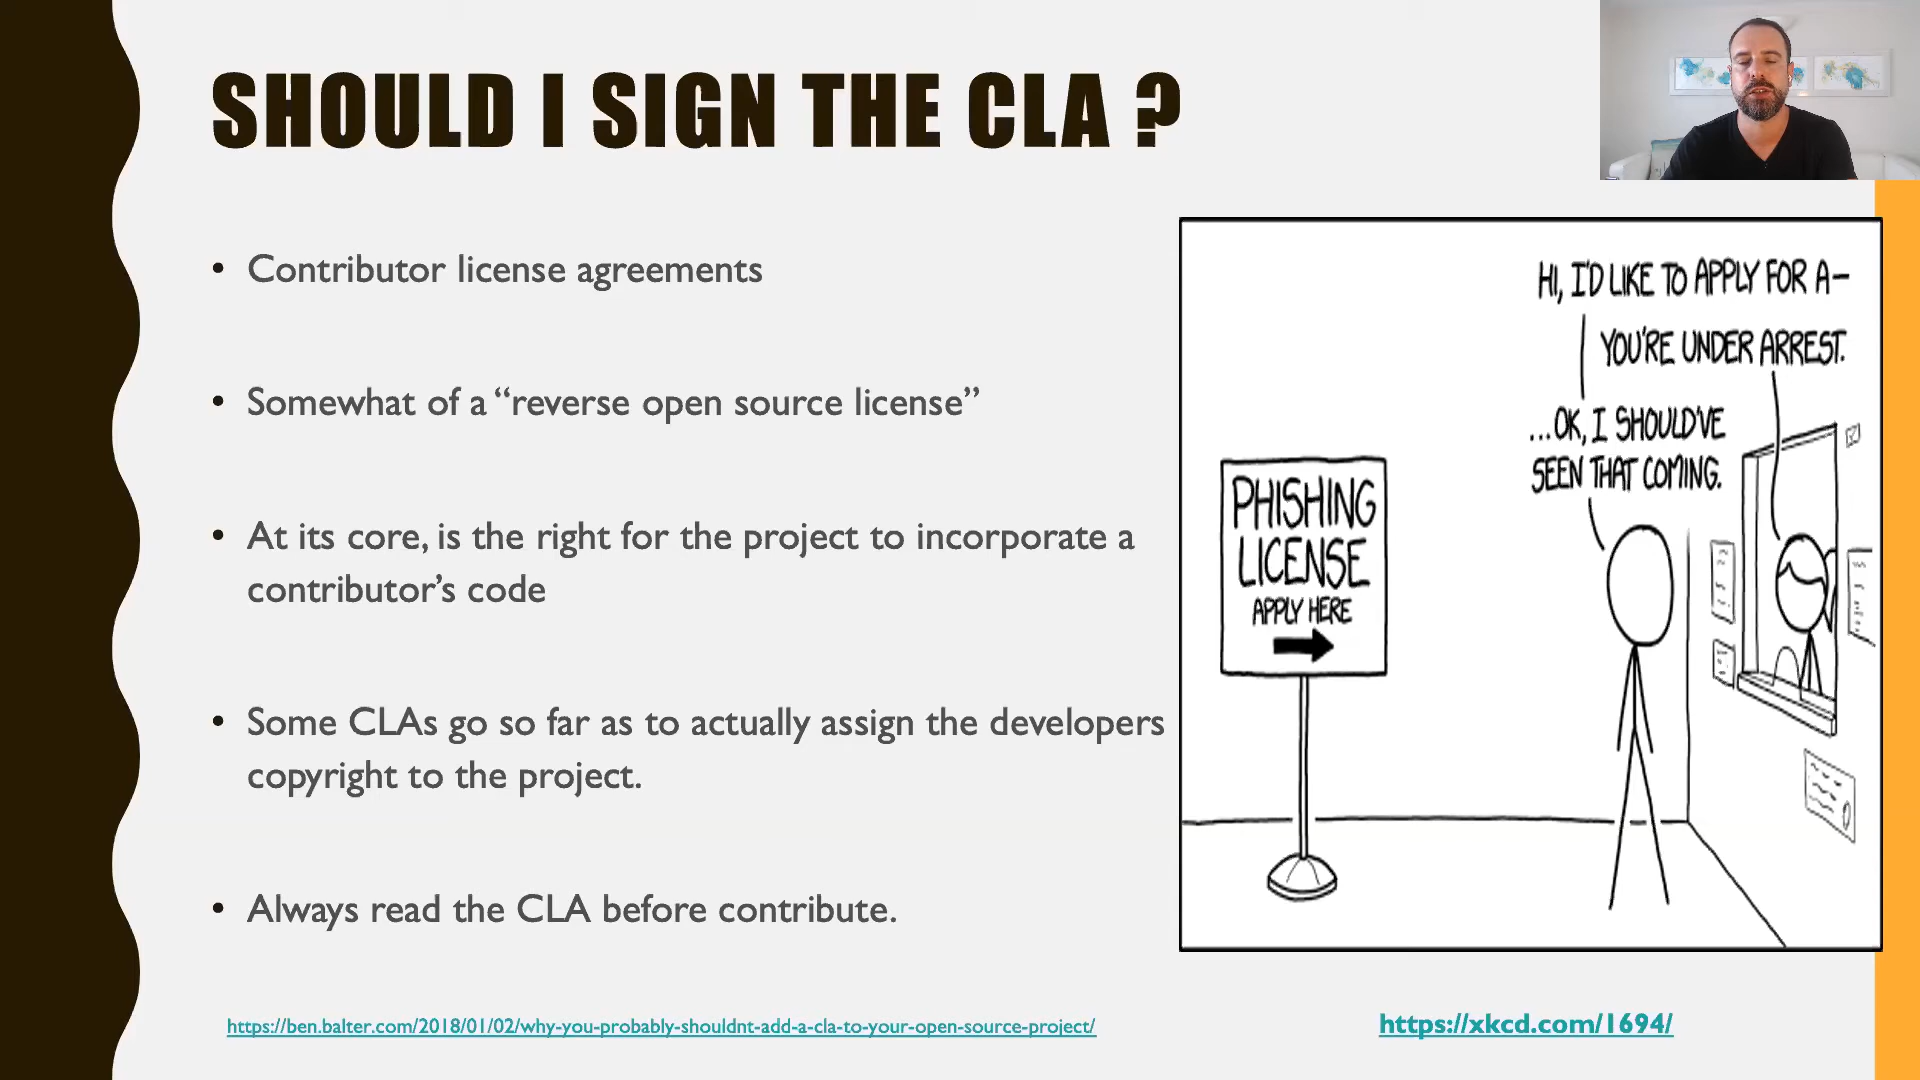 SHOULD I SIGN THE CLA ?
• Contributor license agreements
• Somewhat of a “reverse open source license”
• At its core, is the right for the project to incorporate a
contributor’s code
• Some CLAs go so far as to actually assign the developers
copyright to the project.
• Always read the CLA before contribute.
HI, I'D LIKE TO APPLY FOR A—
YOU'RE UNDER ARREST.
...OK, I SHOULD'VE
SEEN THAT COMING.
PHISHING
LICENSE
APPLY HERE
https://ben.balter.com/2018/01/02/why-you-probably-shouldnt-add-a-cla-to-your-open-source-project/
https://xkcd.com/1694/